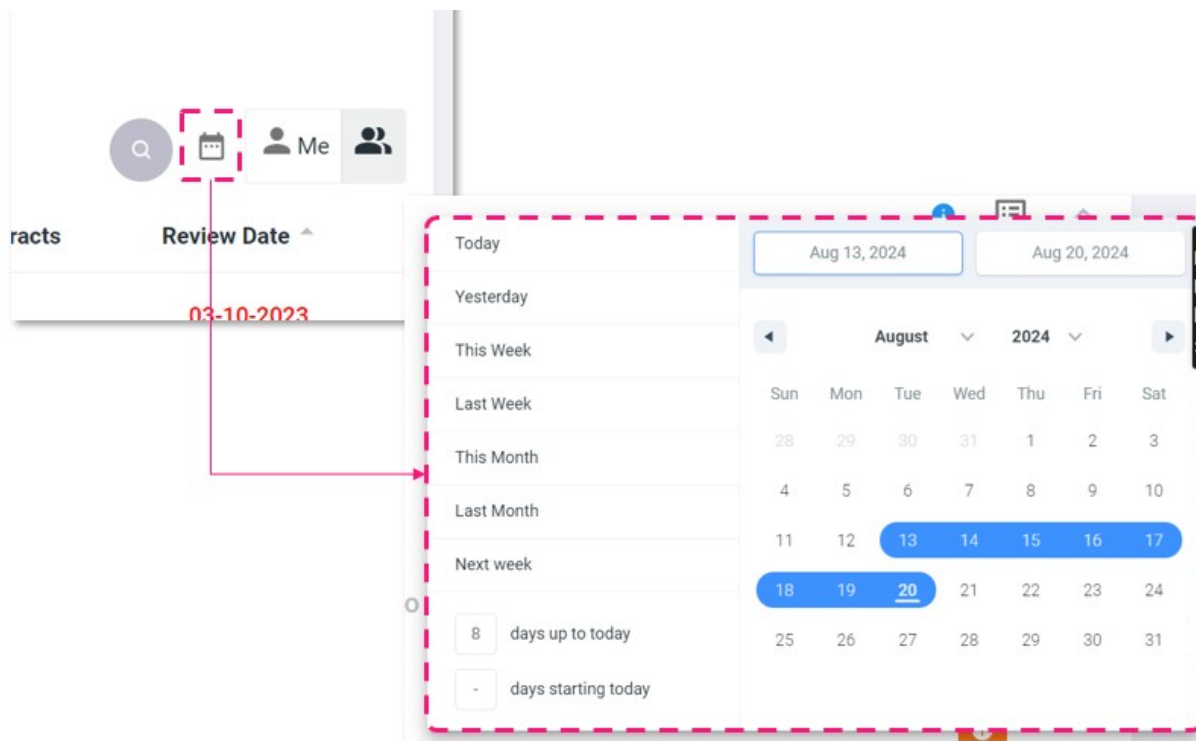 Me
racts Review Date
03-10-2023
Today
Yesterday
This Week
Last Week
This Month
Last Month
Next week
8 days up to today
- days starting today
Aug 13, 2024 Aug 20, 2024
August 2024
Sun Mon Tue Wed Thu Fri Sat
28 29 30 31 1 2 3
4 5 6 7 8 9 10
11 12 13 14 15 16 17
18 19 20 21 22 23 24
25 26 27 28 29 30 31